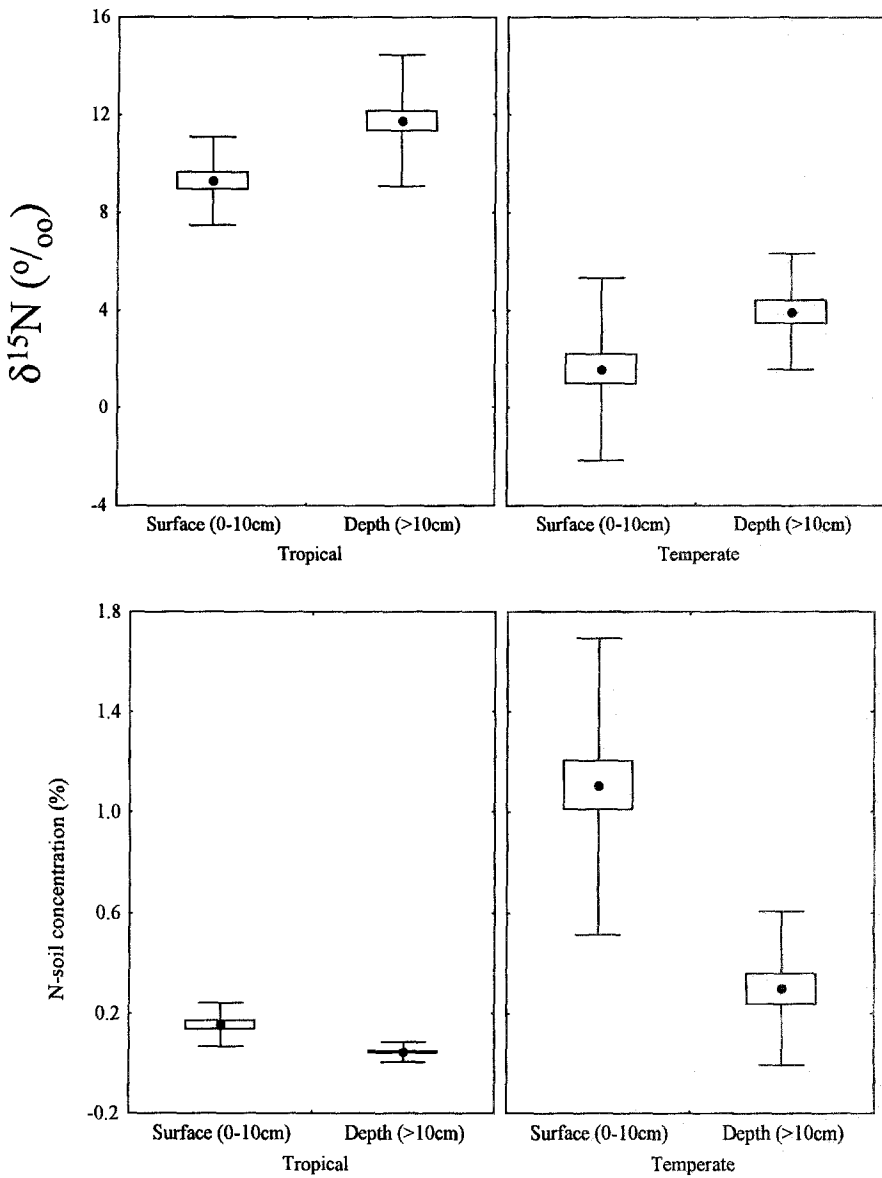 δ¹⁵N (°/₀₀)
16
12
8
4
0
-4
Surface (0-10cm) Depth (>10cm) Surface (0-10cm) Depth (>10cm)
Tropical Temperate
N-soil concentration (%)
1.8
1.4
1.0
0.6
0.2
-0.2
Surface (0-10cm) Depth (>10cm) Surface (0-10cm) Depth (>10cm)
Tropical Temperate